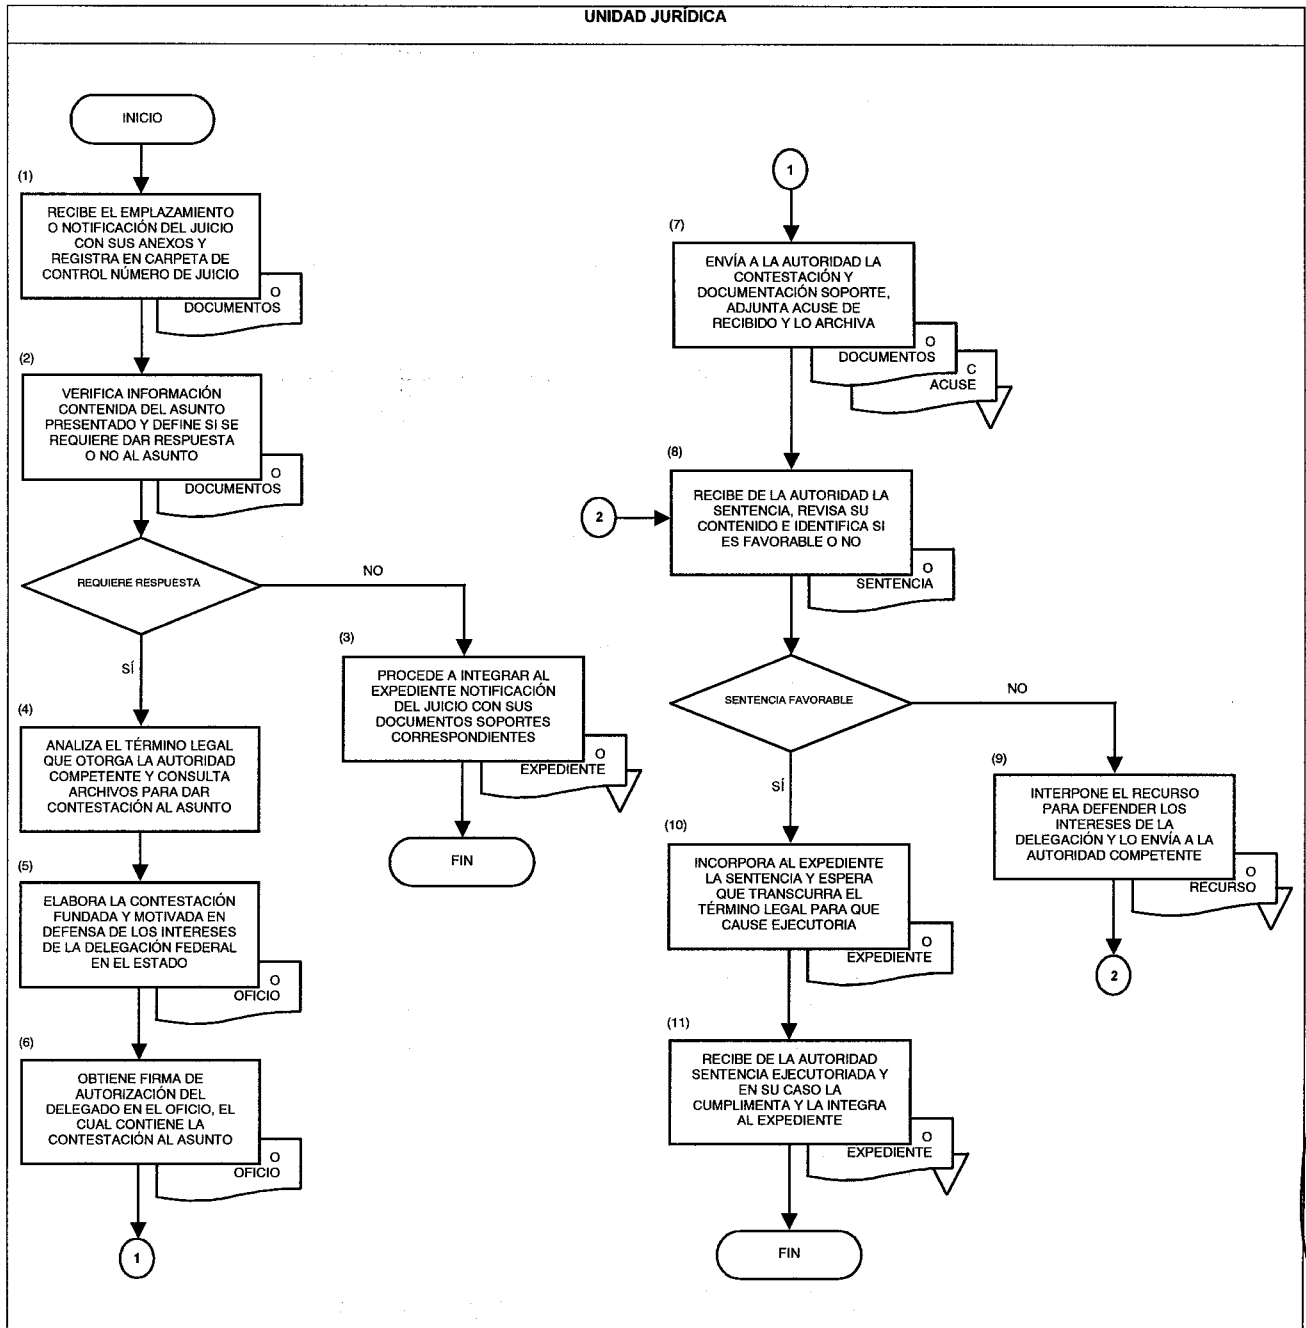 UNIDAD JURÍDICA
INICIO
(1)
RECIBE EL EMPLAZAMIENTO
O NOTIFICACIÓN DEL JUICIO
CON SUS ANEXOS Y
REGISTRA EN CARPETA DE
CONTROL NÚMERO DE JUICIO
O
DOCUMENTOS
(2)
VERIFICA INFORMACIÓN
CONTENIDA DEL ASUNTO
PRESENTADO Y DEFINE SI SE
REQUIERE DAR RESPUESTA
O NO AL ASUNTO
O
DOCUMENTOS
REQUIERE RESPUESTA
NO
SÍ
(3)
PROCEDE A INTEGRAR AL
EXPEDIENTE NOTIFICACIÓN
DEL JUICIO CON SUS
DOCUMENTOS SOPORTES
CORRESPONDIENTES
O
EXPEDIENTE
FIN
(4)
ANALIZA EL TÉRMINO LEGAL
QUE OTORGA LA AUTORIDAD
COMPETENTE Y CONSULTA
ARCHIVOS PARA DAR
CONTESTACIÓN AL ASUNTO
(5)
ELABORA LA CONTESTACIÓN
FUNDADA Y MOTIVADA EN
DEFENSA DE LOS INTERESES
DE LA DELEGACIÓN FEDERAL
EN EL ESTADO
O
OFICIO
(6)
OBTIENE FIRMA DE
AUTORIZACIÓN DEL
DELEGADO EN EL OFICIO, EL
CUAL CONTIENE LA
CONTESTACIÓN AL ASUNTO
O
OFICIO
1
1
(7)
ENVÍA A LA AUTORIDAD LA
CONTESTACIÓN Y
DOCUMENTACIÓN SOPORTE,
ADJUNTA ACUSE DE
RECIBIDO Y LO ARCHIVA
O
DOCUMENTOS
C
ACUSE
(8)
2
RECIBE DE LA AUTORIDAD LA
SENTENCIA, REVISA SU
CONTENIDO E IDENTIFICA SI
ES FAVORABLE O NO
O
SENTENCIA
SENTENCIA FAVORABLE
NO
SÍ
(9)
INTERPONE EL RECURSO
PARA DEFENDER LOS
INTERESES DE LA
DELEGACIÓN Y LO ENVÍA A LA
AUTORIDAD COMPETENTE
O
RECURSO
2
(10)
INCORPORA AL EXPEDIENTE
LA SENTENCIA Y ESPERA
QUE TRANSCURRA EL
TÉRMINO LEGAL PARA QUE
CAUSE EJECUTORIA
O
EXPEDIENTE
(11)
RECIBE DE LA AUTORIDAD
SENTENCIA EJECUTORIADA Y
EN SU CASO LA
CUMPLIMENTA Y LA INTEGRA
AL EXPEDIENTE
O
EXPEDIENTE
FIN